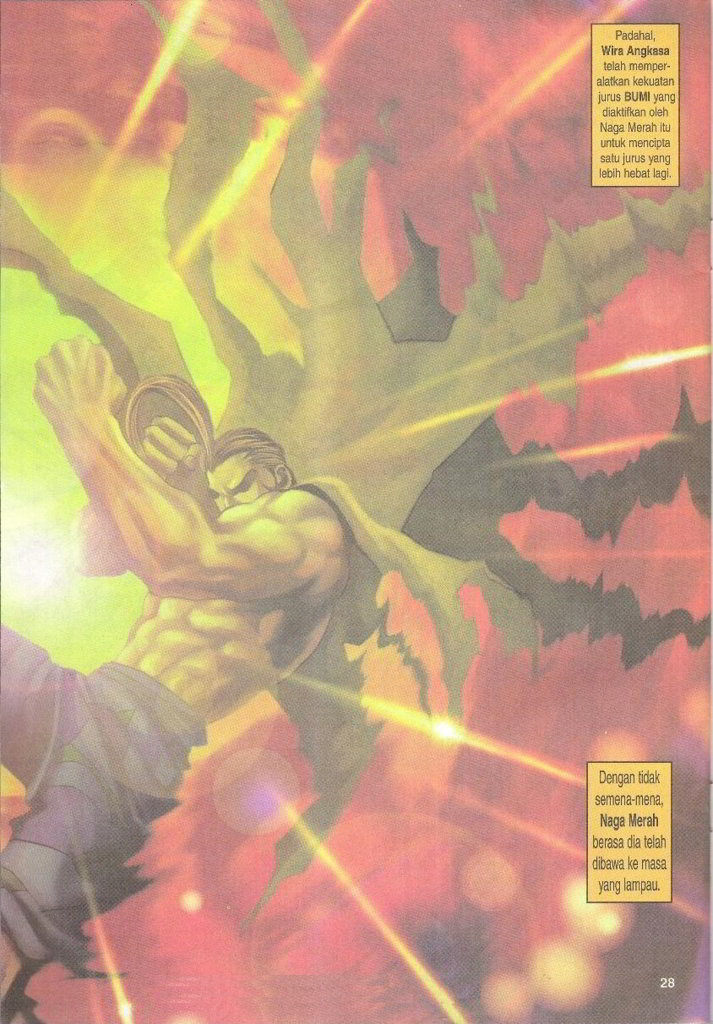 Padahal,
Wira Angkasa
telah memper-
alatkan kekuatan
jurus BUMI yang
diaktifkan oleh
Naga Merah itu
untuk mencipta
satu jurus yang
lebih hebat lagi.
Dengan tidak
semena-mena,
Naga Merah
berasa dia telah
dibawa ke masa
yang lampau.
28